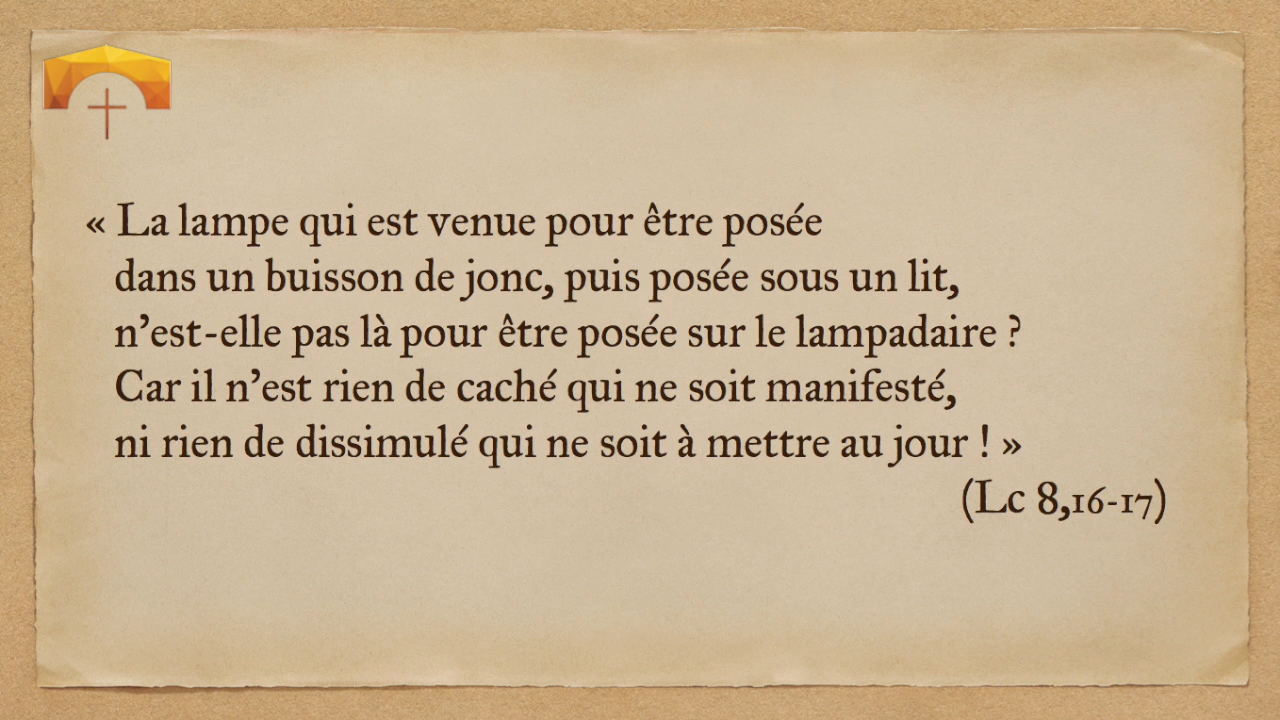 « La lampe qui est venue pour être posée
dans un buisson de jonc, puis posée sous un lit,
n’est-elle pas là pour être posée sur le lampadaire ?
Car il n’est rien de caché qui ne soit manifesté,
ni rien de dissimulé qui ne soit à mettre au jour ! »
(Lc 8,16-17)